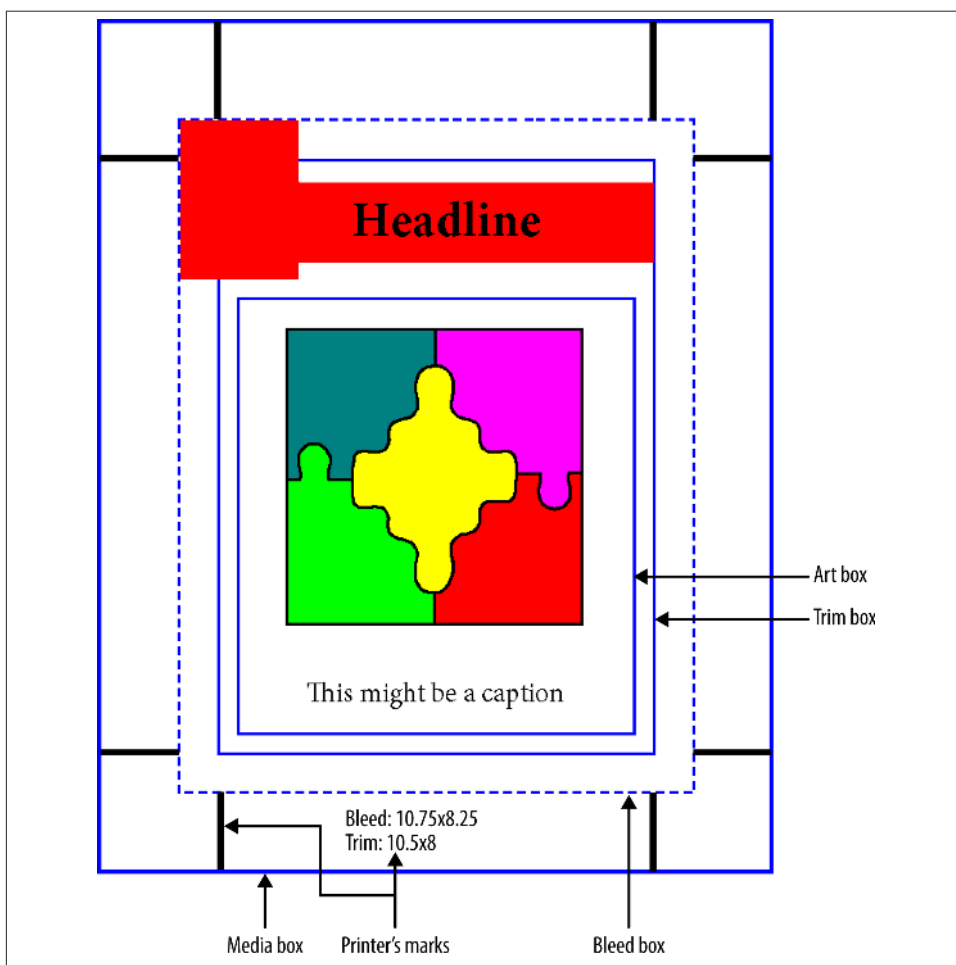 Headline
Art box
Trim box
This might be a caption
Bleed: 10.75x8.25
Trim: 10.5x8
Media box
Printer’s marks
Bleed box